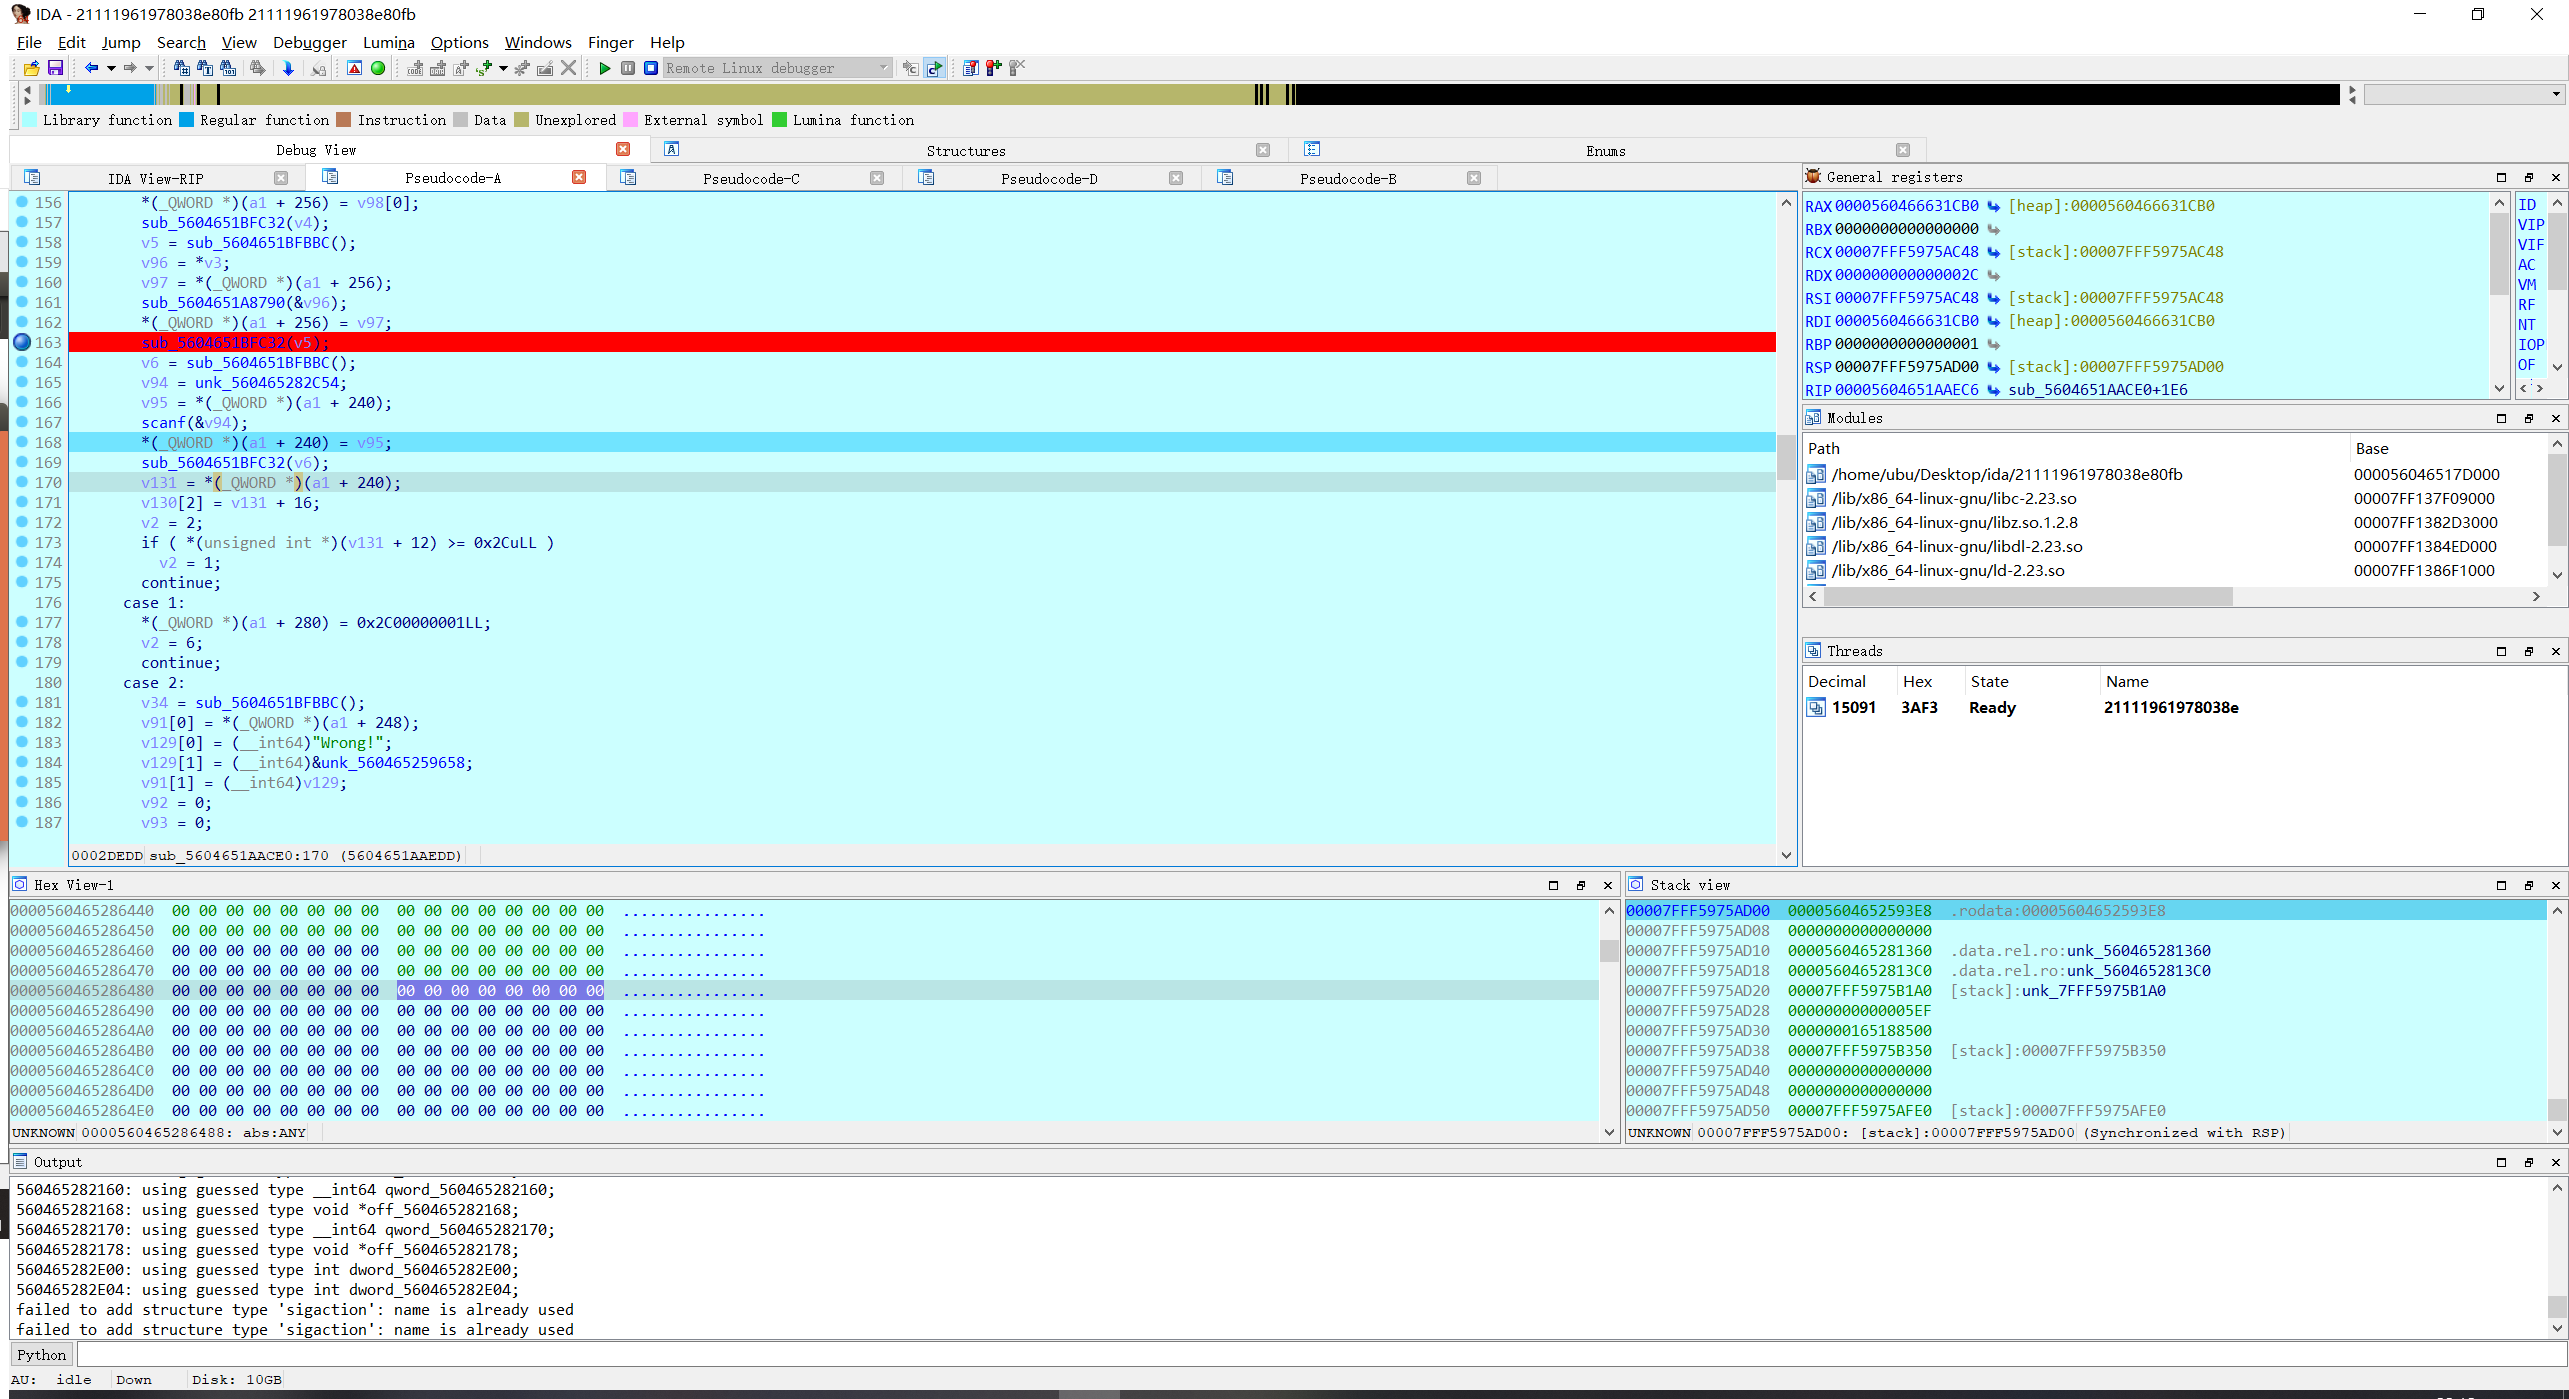 IDA - 21111961978038e80fb 21111961978038e80fb
File Edit Jump Search View Debugger Lumina Options Windows Finger Help
Remote Linux debugger
Library function Regular function Instruction Data Unexplored External symbol Lumina function
Debug View Structures Enums
IDA View-RIP Pseudocode-A Pseudocode-C Pseudocode-D Pseudocode-B
156 *(_QWORD *)(a1 + 256) = v98[0];
157 sub_5604651BFC32(v4);
158 v5 = sub_5604651BFBBC();
159 v96 = *v3;
160 v97 = *(_QWORD *)(a1 + 256);
161 sub_5604651A8790(&v96);
162 *(_QWORD *)(a1 + 256) = v97;
163 sub_5604651BFC32(v5);
164 v6 = sub_5604651BFBBC();
165 v94 = unk_560465282C54;
166 v95 = *(_QWORD *)(a1 + 240);
167 scanf(&v94);
168 *(_QWORD *)(a1 + 240) = v95;
169 sub_5604651BFC32(v6);
170 v131 = *(_QWORD *)(a1 + 240);
171 v130[2] = v131 + 16;
172 v2 = 2;
173 if ( *(unsigned int *)(v131 + 12) >= 0x2CuLL )
174 v2 = 1;
175 continue;
176 case 1:
177 *(_QWORD *)(a1 + 280) = 0x2C00000001LL;
178 v2 = 6;
179 continue;
180 case 2:
181 v34 = sub_5604651BFBBC();
182 v91[0] = *(_QWORD *)(a1 + 248);
183 v129[0] = (__int64)"Wrong!";
184 v129[1] = (__int64)&unk_560465259658;
185 v91[1] = (__int64)v129;
186 v92 = 0;
187 v93 = 0;
0002DEDD sub_5604651AACE0:170 (5604651AAEDD)
General registers
RAX 0000560466631CB0 [heap]:0000560466631CB0
RBX 0000000000000000
RCX 00007FFF5975AC48 [stack]:00007FFF5975AC48
RDX 000000000000002C
RSI 00007FFF5975AC48 [stack]:00007FFF5975AC48
RDI 0000560466631CB0 [heap]:0000560466631CB0
RBP 0000000000000001
RSP 00007FFF5975AD00 [stack]:00007FFF5975AD00
RIP 00005604651AAEC6 sub_5604651AACE0+1E6
ID
VIP
VIF
AC
VM
RF
NT
IOP
OF
Modules
Path Base
/home/ubu/Desktop/ida/21111961978038e80fb 000056046517D000
/lib/x86_64-linux-gnu/libc-2.23.so 00007FF137F09000
/lib/x86_64-linux-gnu/libz.so.1.2.8 00007FF1382D3000
/lib/x86_64-linux-gnu/libdl-2.23.so 00007FF1384ED000
/lib/x86_64-linux-gnu/ld-2.23.so 00007FF1386F1000
Threads
Decimal Hex State Name
15091 3AF3 Ready 21111961978038e
Hex View-1
0000560465286440 00 00 00 00 00 00 00 00 00 00 00 00 00 00 00 00 ................
0000560465286450 00 00 00 00 00 00 00 00 00 00 00 00 00 00 00 00 ................
0000560465286460 00 00 00 00 00 00 00 00 00 00 00 00 00 00 00 00 ................
0000560465286470 00 00 00 00 00 00 00 00 00 00 00 00 00 00 00 00 ................
0000560465286480 00 00 00 00 00 00 00 00 00 00 00 00 00 00 00 00 ................
0000560465286490 00 00 00 00 00 00 00 00 00 00 00 00 00 00 00 00 ................
00005604652864A0 00 00 00 00 00 00 00 00 00 00 00 00 00 00 00 00 ................
00005604652864B0 00 00 00 00 00 00 00 00 00 00 00 00 00 00 00 00 ................
00005604652864C0 00 00 00 00 00 00 00 00 00 00 00 00 00 00 00 00 ................
00005604652864D0 00 00 00 00 00 00 00 00 00 00 00 00 00 00 00 00 ................
00005604652864E0 00 00 00 00 00 00 00 00 00 00 00 00 00 00 00 00 ................
UNKNOWN 0000560465286488: abs:ANY
Stack view
00007FFF5975AD00 00005604652593E8 .rodata:00005604652593E8
00007FFF5975AD08 0000000000000000
00007FFF5975AD10 0000560465281360 .data.rel.ro:unk_560465281360
00007FFF5975AD18 00005604652813C0 .data.rel.ro:unk_5604652813C0
00007FFF5975AD20 00007FFF5975B1A0 [stack]:unk_7FFF5975B1A0
00007FFF5975AD28 00000000000005EF
00007FFF5975AD30 0000000165188500
00007FFF5975AD38 00007FFF5975B350 [stack]:00007FFF5975B350
00007FFF5975AD40 0000000000000000
00007FFF5975AD48 0000000000000000
00007FFF5975AD50 00007FFF5975AFE0 [stack]:00007FFF5975AFE0
UNKNOWN 00007FFF5975AD00: [stack]:00007FFF5975AD00 (Synchronized with RSP)
Output
560465282160: using guessed type __int64 qword_560465282160;
560465282168: using guessed type void *off_560465282168;
560465282170: using guessed type __int64 qword_560465282170;
560465282178: using guessed type void *off_560465282178;
560465282E00: using guessed type int dword_560465282E00;
560465282E04: using guessed type int dword_560465282E04;
failed to add structure type 'sigaction': name is already used
failed to add structure type 'sigaction': name is already used
Python
AU: idle Down Disk: 10GB